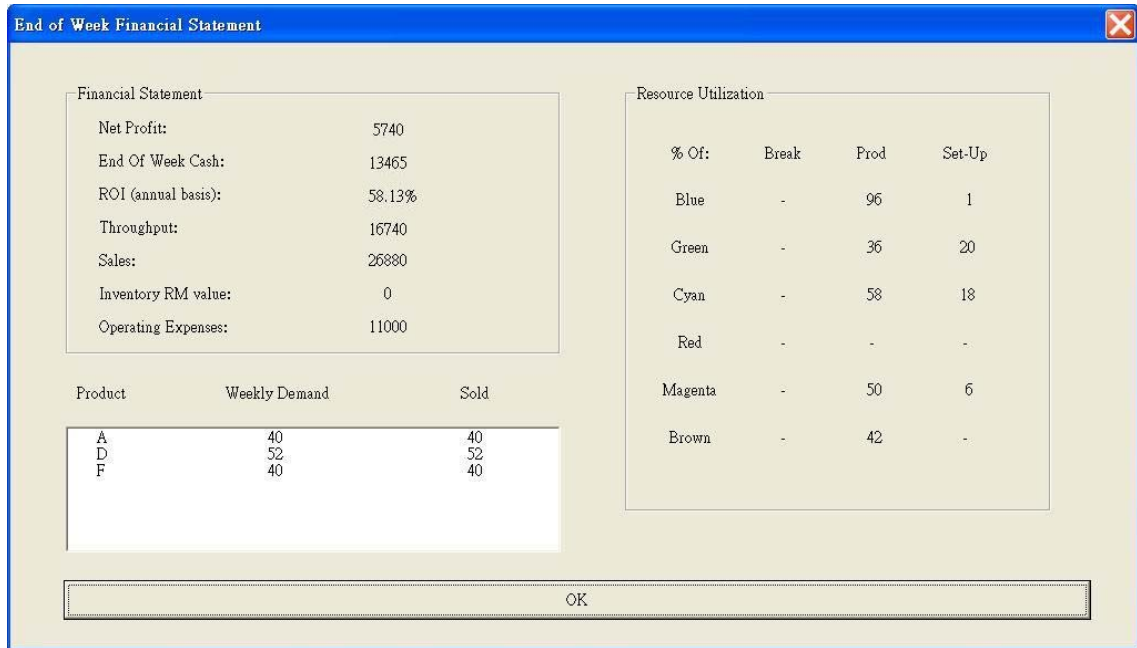 End of Week Financial Statement
Financial Statement
Net Profit: 5740
End Of Week Cash: 13465
ROI (annual basis): 58.13%
Throughput: 16740
Sales: 26880
Inventory RM value: 0
Operating Expenses: 11000
Product Weekly Demand Sold
A 40 40
D 52 52
F 40 40
Resource Utilization
% Of: Break Prod Set-Up
Blue - 96 1
Green - 36 20
Cyan - 58 18
Red - - -
Magenta - 50 6
Brown - 42 -
OK